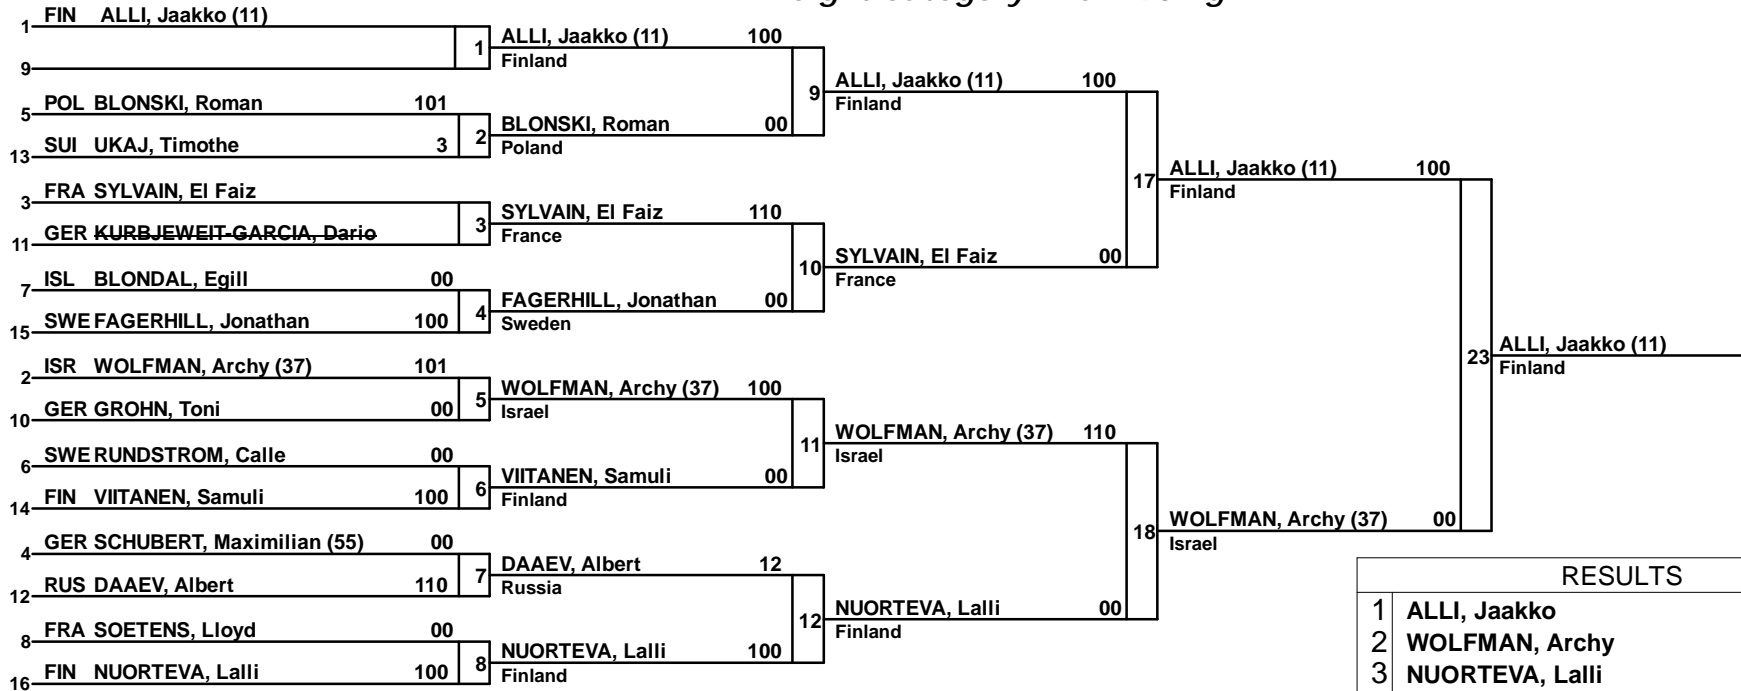 FIN ALLI, Jaakko (11)
1
9
1
ALLI, Jaakko (11) 100
Finland
POL BLONSKI, Roman 101
5
SUI UKAJ, Timothe 3
13
2
BLONSKI, Roman 00
Poland
9
ALLI, Jaakko (11) 100
Finland
FRA SYLVAIN, El Faiz
3
GER KURBJEWEIT-GARCIA, Dario
11
3
SYLVAIN, El Faiz 110
France
ISL BLONDAL, Egill 00
7
SWE FAGERHILL, Jonathan 100
15
4
FAGERHILL, Jonathan 00
Sweden
10
SYLVAIN, El Faiz 00
France
17
ALLI, Jaakko (11) 100
Finland
ISR WOLFMAN, Archy (37) 101
2
GER GROHN, Toni 00
10
5
WOLFMAN, Archy (37) 100
Israel
SWE RUNDSTROM, Calle 00
6
FIN VIITANEN, Samuli 100
14
6
VIITANEN, Samuli 00
Finland
11
WOLFMAN, Archy (37) 110
Israel
GER SCHUBERT, Maximilian (55) 00
4
RUS DAAEV, Albert 110
12
7
DAAEV, Albert 12
Russia
FRA SOETENS, Lloyd 00
8
FIN NUORTEVA, Lalli 100
16
8
NUORTEVA, Lalli 100
Finland
12
NUORTEVA, Lalli 00
Finland
18
WOLFMAN, Archy (37) 00
Israel
23
ALLI, Jaakko (11)
Finland
RESULTS
1 ALLI, Jaakko
2 WOLFMAN, Archy
3 NUORTEVA, Lalli